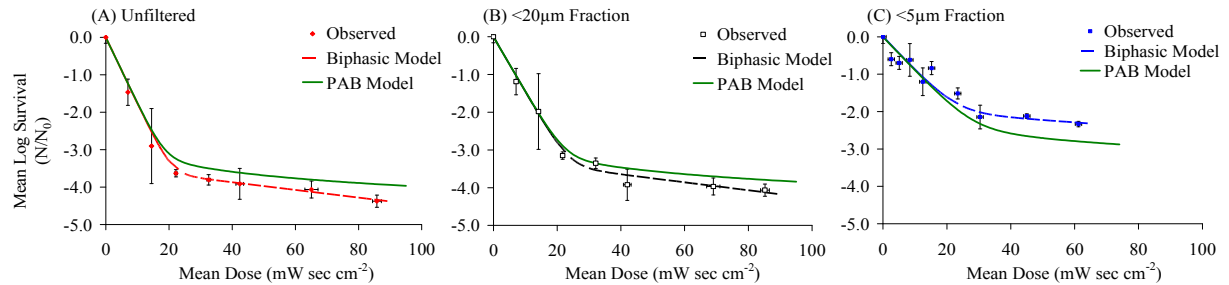 (A) Unfiltered
0.0
-1.0
-2.0
-3.0
-4.0
-5.0
0
20
40
60
80
100
Observed
Biphasic Model
PAB Model
Mean Log Survival
(N/N₀)
Mean Dose (mW sec cm⁻²)
(B) <20µm Fraction
0.0
-1.0
-2.0
-3.0
-4.0
-5.0
0
20
40
60
80
100
Observed
Biphasic Model
PAB Model
Mean Dose (mW sec cm⁻²)
(C) <5µm Fraction
0.0
-1.0
-2.0
-3.0
-4.0
-5.0
0
20
40
60
80
100
Observed
Biphasic Model
PAB Model
Mean Dose (mW sec cm⁻²)